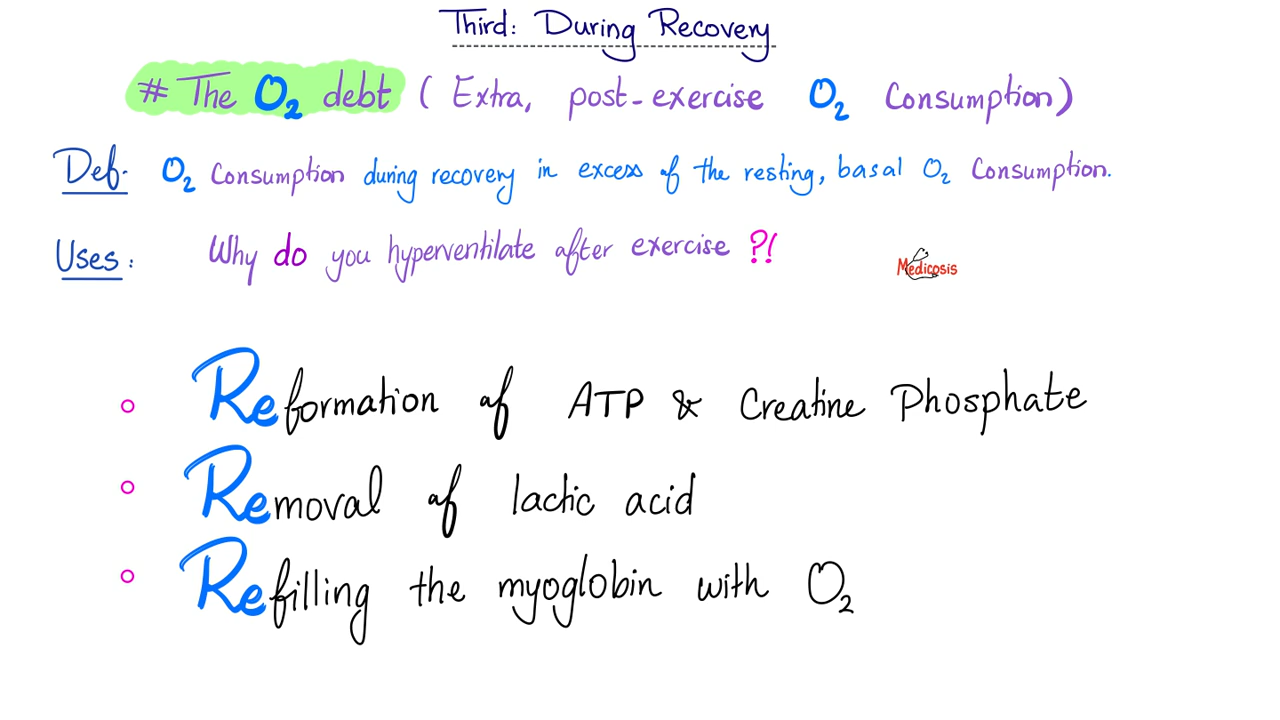 Third: During Recovery
# The O₂ debt ( Extra, post-exercise O₂ Consumption)
Def. O₂ Consumption during recovery in excess of the resting, basal O₂ Consumption.
Uses: Why do you hyperventilate after exercise ?!
Medicosis
Reformation of ATP & Creatine Phosphate
Removal of lactic acid
Refilling the myoglobin with O₂